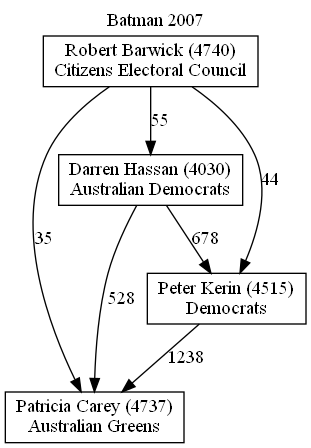 Batman 2007
Robert Barwick (4740)
Citizens Electoral Council
55
Darren Hassan (4030)
Australian Democrats
44
35
678
528
Peter Kerin (4515)
Democrats
1238
Patricia Carey (4737)
Australian Greens